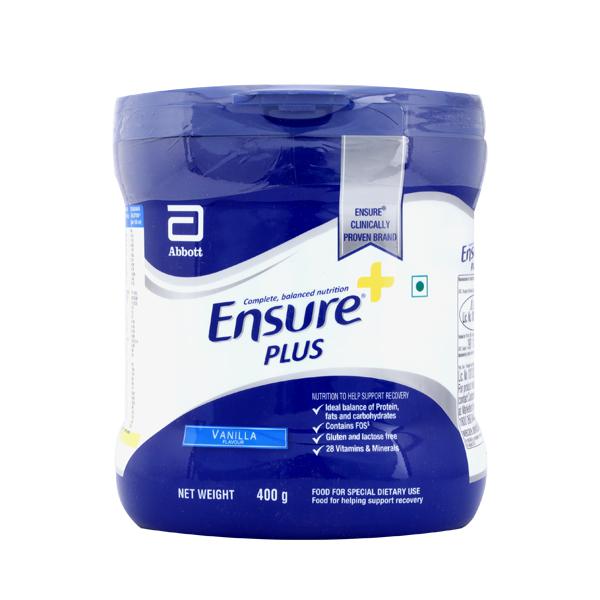 Abbott
ENSURE®
CLINICALLY
PROVEN BRAND
Complete, balanced nutrition
Ensure®
PLUS
NUTRITION TO HELP SUPPORT RECOVERY
Ideal balance of Protein,
fats and carbohydrates
Contains FOS§
Gluten and lactose free
28 Vitamins & Minerals
VANILLA
FLAVOUR
NET WEIGHT 400 g
FOOD FOR SPECIAL DIETARY USE
Food for helping support recovery